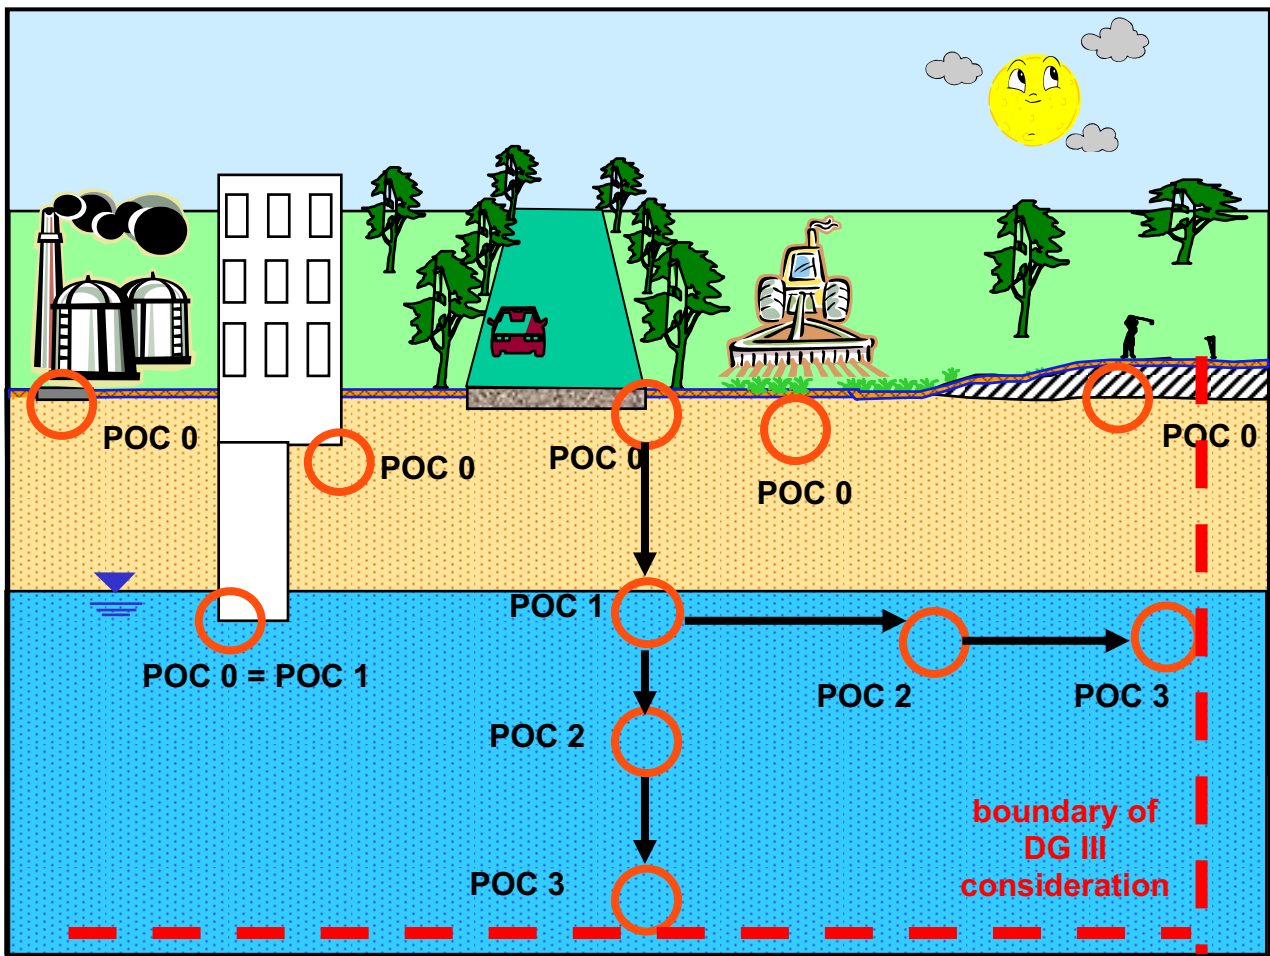 POC 0
POC 0
POC 0
POC 0
POC 0
POC 1
POC 0 = POC 1
POC 2
POC 3
POC 2
boundary of
DG III
consideration
POC 3